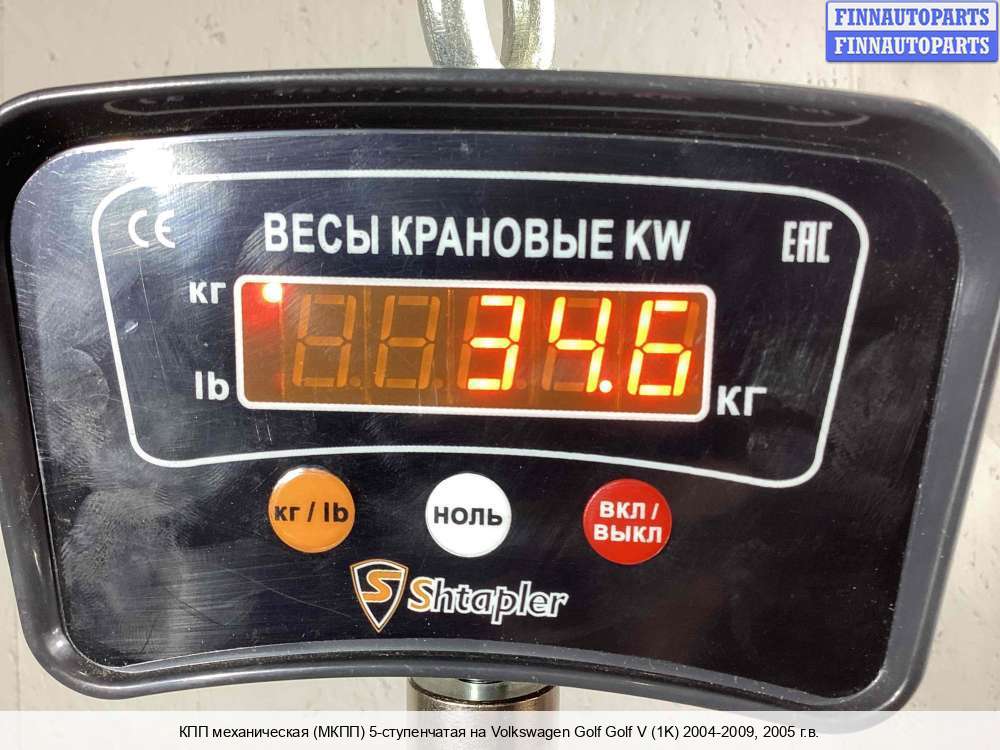 FINNAUTOPARTS
FINNAUTOPARTS
CE
ВЕСЫ КРАНОВЫЕ KW
EAC
кг
34.6
lb
кг
кг / lb
НОЛЬ
ВКЛ /
ВЫКЛ
S Shtapler
КПП механическая (МКПП) 5-ступенчатая на Volkswagen Golf Golf V (1K) 2004-2009, 2005 г.в.